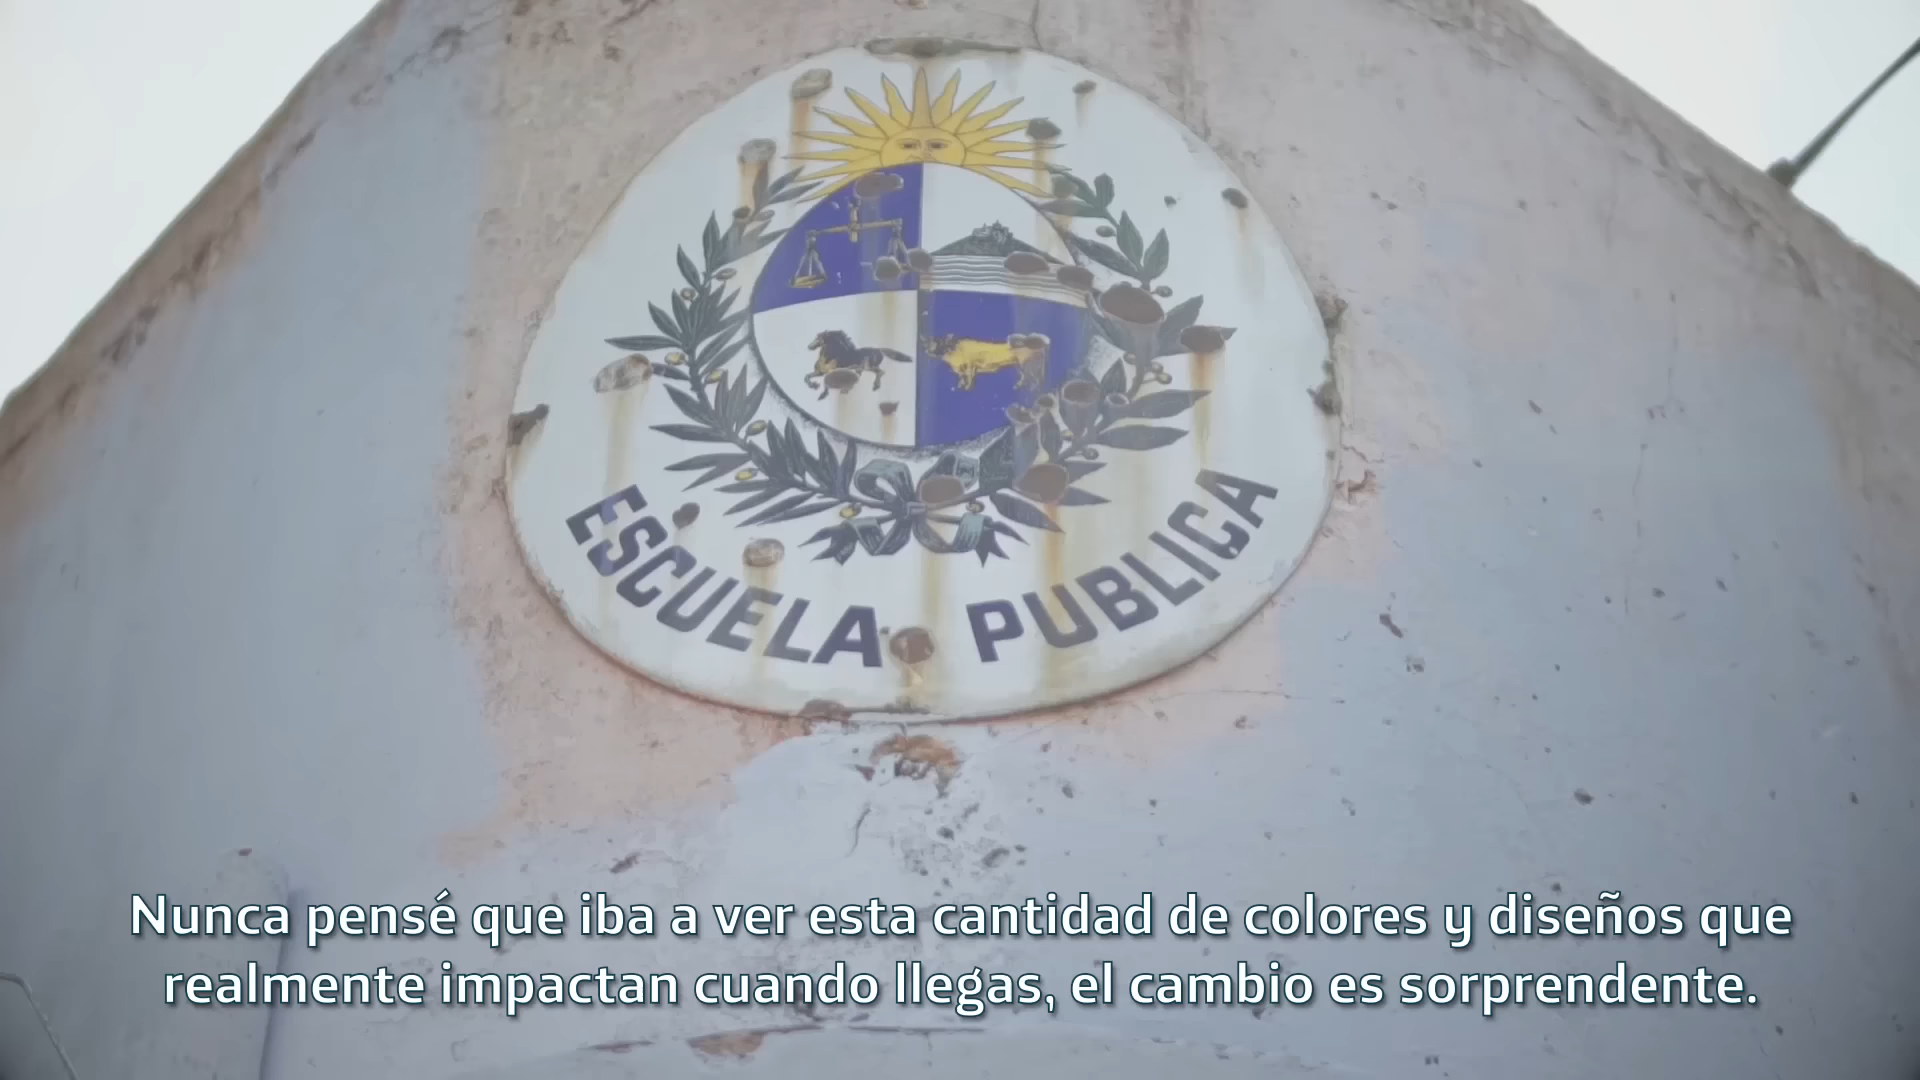 ESCUELA PUBLICA
Nunca pensé que iba a ver esta cantidad de colores y diseños que
realmente impactan cuando llegas, el cambio es sorprendente.